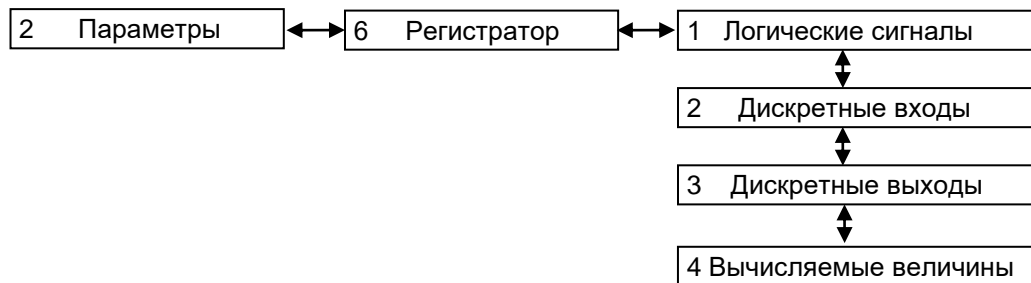 2 Параметры
6 Регистратор
1 Логические сигналы
2 Дискретные входы
3 Дискретные выходы
4 Вычисляемые величины